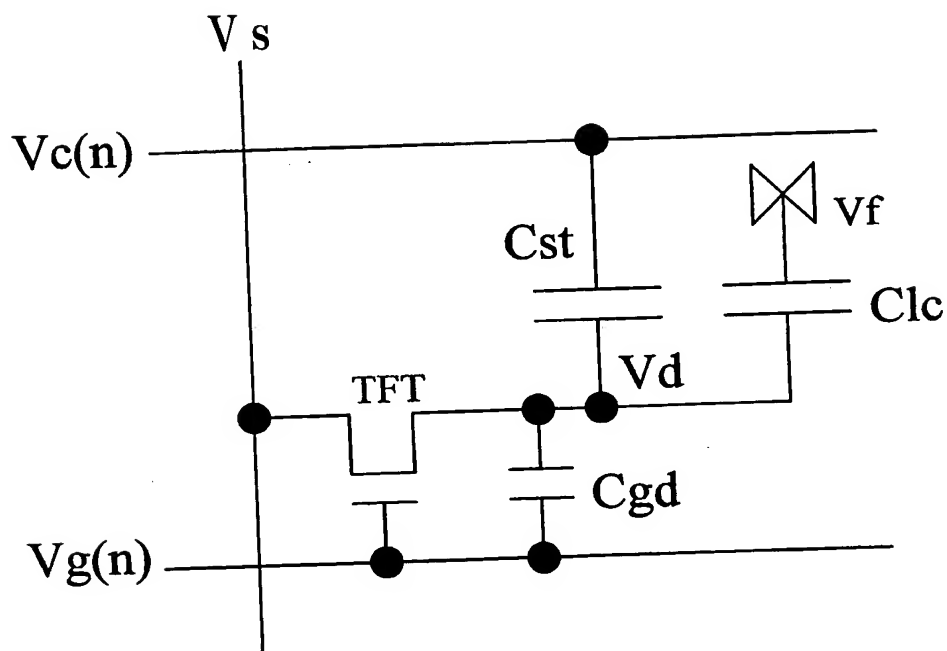 V s
Vc(n)
Vf
Cst
Clc
Vd
TFT
Cgd
Vg(n)